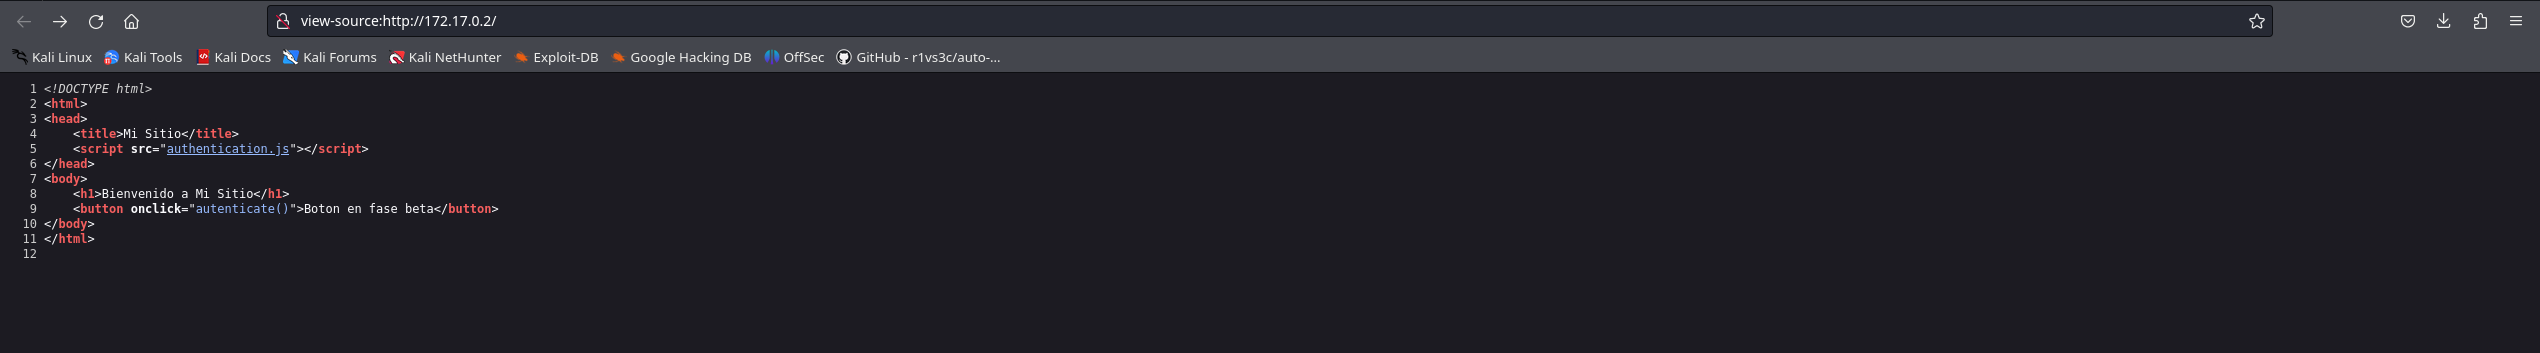 view-source:http://172.17.0.2/
Kali Linux Kali Tools Kali Docs Kali Forums Kali NetHunter Exploit-DB Google Hacking DB OffSec GitHub - r1vs3c/auto-...
1 <!DOCTYPE html>
2 <html>
3 <head>
4     <title>Mi Sitio</title>
5     <script src="authentication.js"></script>
6 </head>
7 <body>
8     <h1>Bienvenido a Mi Sitio</h1>
9     <button onclick="autenticate()">Boton en fase beta</button>
10 </body>
11 </html>
12